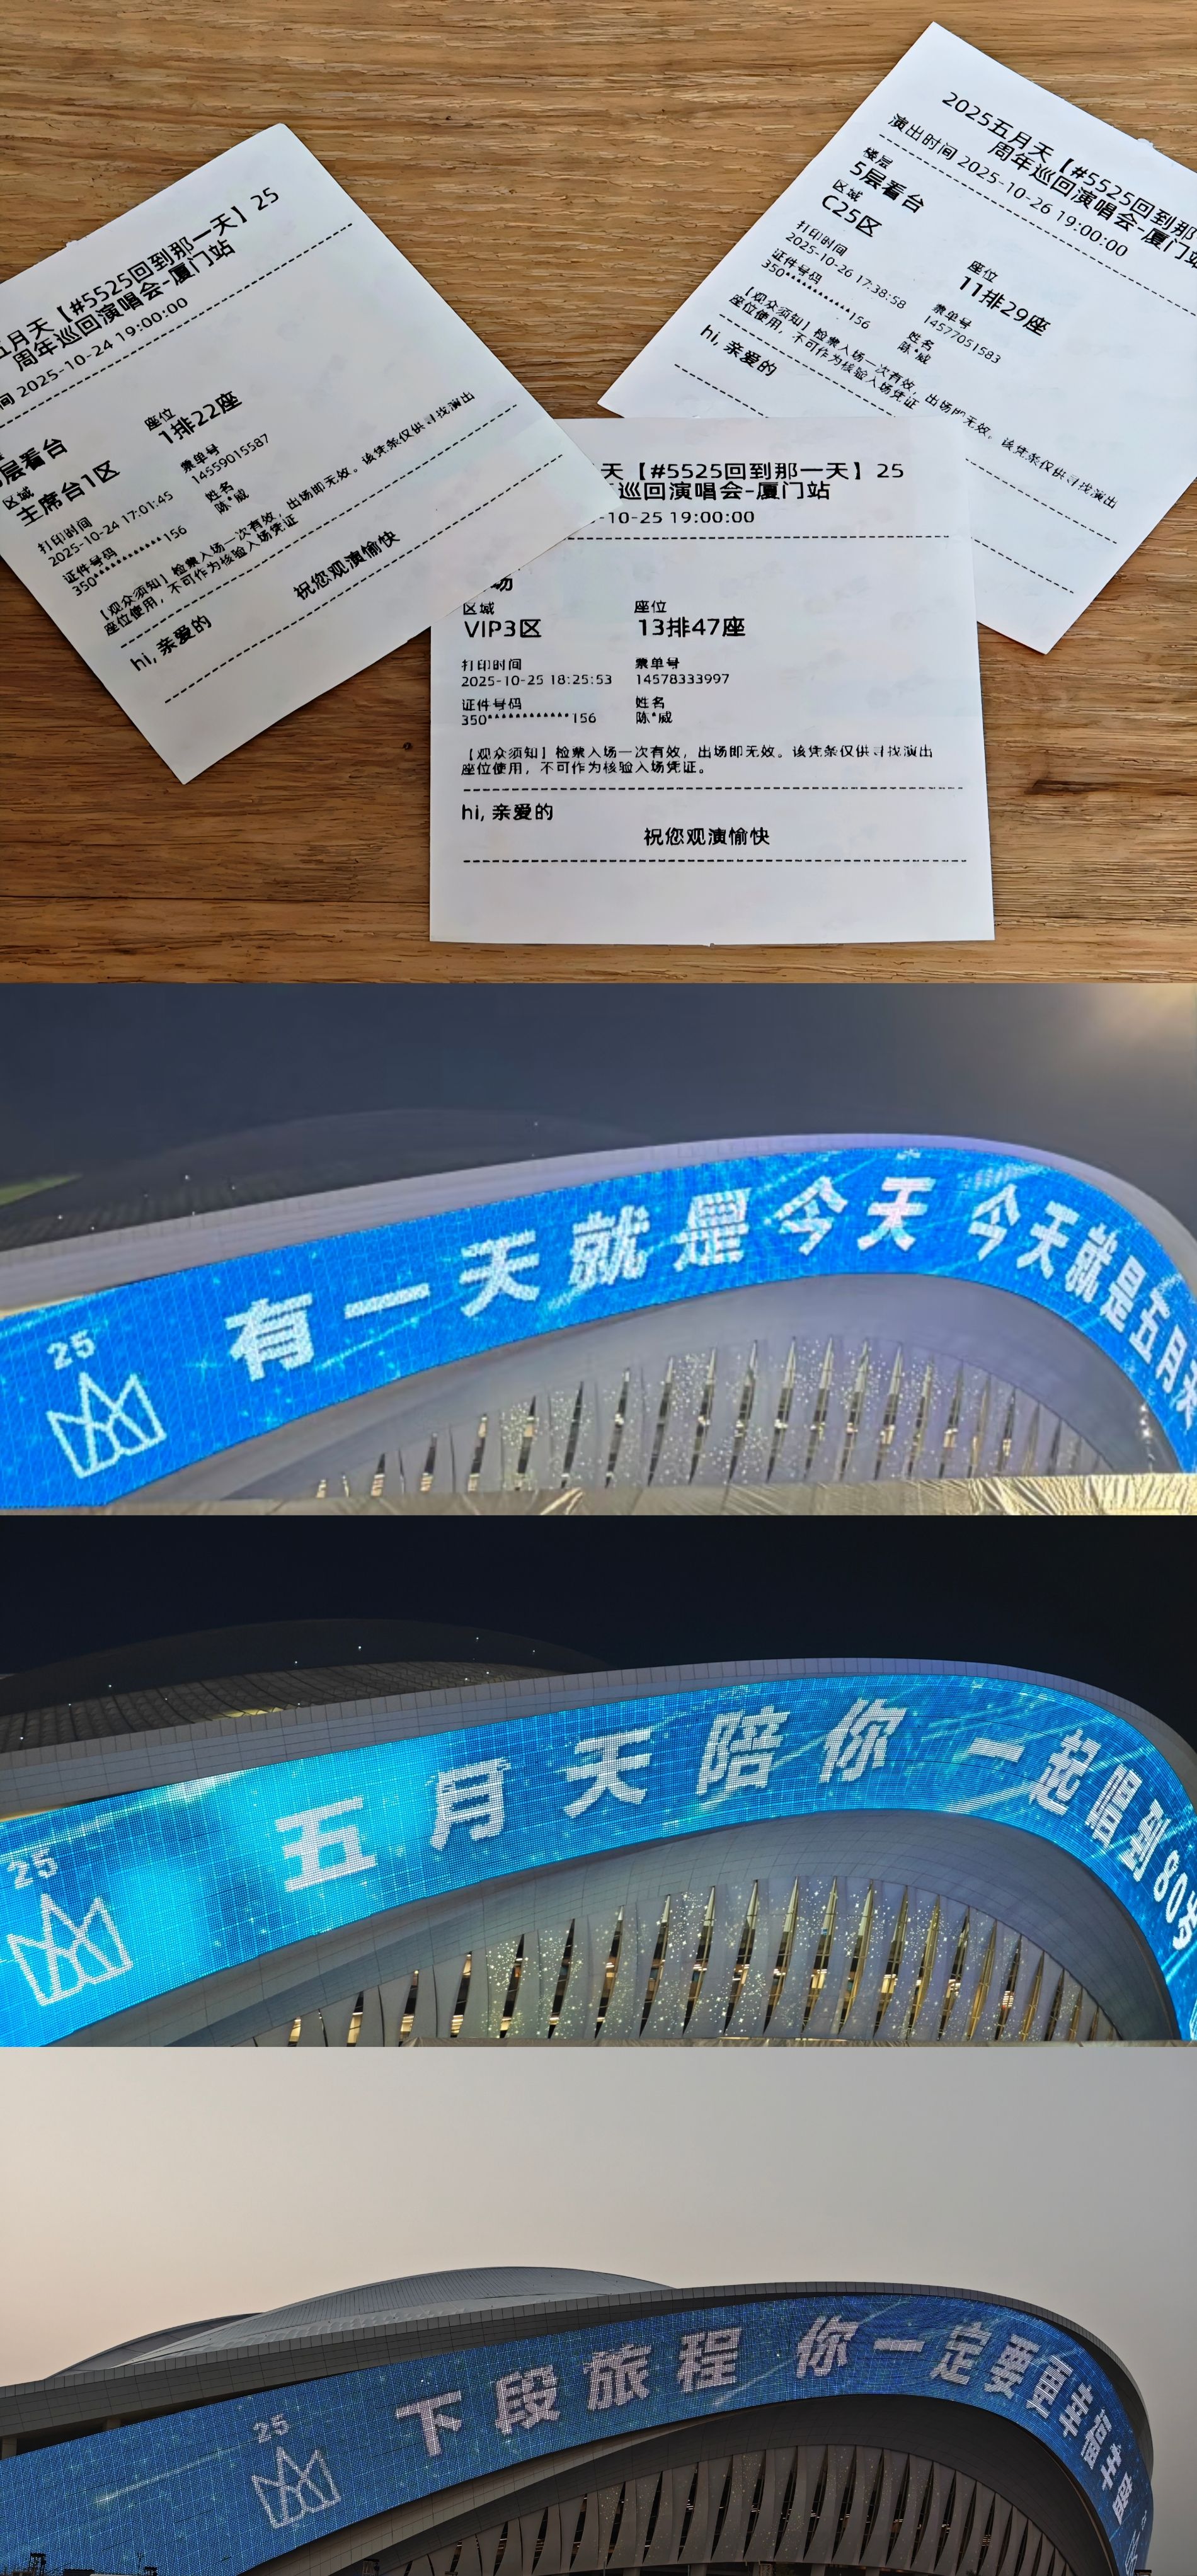 五月天【#5525回到那一天】25
周年巡回演唱会-厦门站
间 2025-10-24 19:00:00
层看台
座位
1排22座
区域
主席台1区
打印时间
2025-10-24 17:01:45
票单号
14559015587
证件号码
350************156
姓名
陈*威
【观众须知】检票入场一次有效，出场即无效。该凭条仅供寻找演出
座位使用，不可作为核验入场凭证
hi, 亲爱的
祝您观演愉快
2025五月天【#5525回到那
周年巡回演唱会-厦门站
演出时间 2025-10-26 19:00:00
楼层
5层看台
区域
C25区
座位
11排29座
打印时间
2025-10-26 17:38:58
票单号
14577051583
证件号码
350************156
姓名
陈*威
【观众须知】检票入场一次有效，出场即无效。该凭条仅供寻找演出
座位使用，不可作为核验入场凭证
hi, 亲爱的
天【#5525回到那一天】25
巡回演唱会-厦门站
-10-25 19:00:00
场
区域
VIP3区
座位
13排47座
打印时间
2025-10-25 18:25:53
票单号
14578333997
证件号码
350************156
姓名
陈*威
【观众须知】检票入场一次有效，出场即无效。该凭条仅供寻找演出
座位使用，不可作为核验入场凭证。
hi, 亲爱的
祝您观演愉快
25
有一天就是今天 今天就是五月天
25
五月天陪你 一起唱到80岁
25
下段旅程 你一定要更幸福幸福